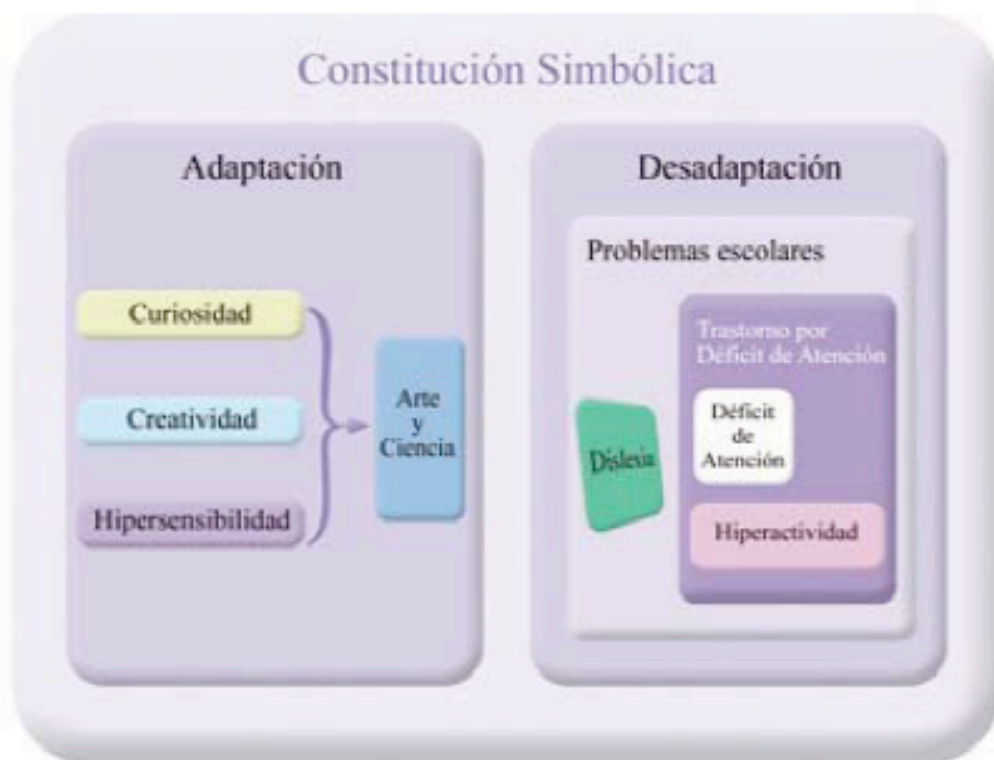 Constitución Simbólica
Adaptación
Curiosidad
Creatividad
Hipersensibilidad
Arte
y
Ciencia
Desadaptación
Problemas escolares
Dislexia
Trastorno por
Déficit de Atención
Déficit
de
Atención
Hiperactividad